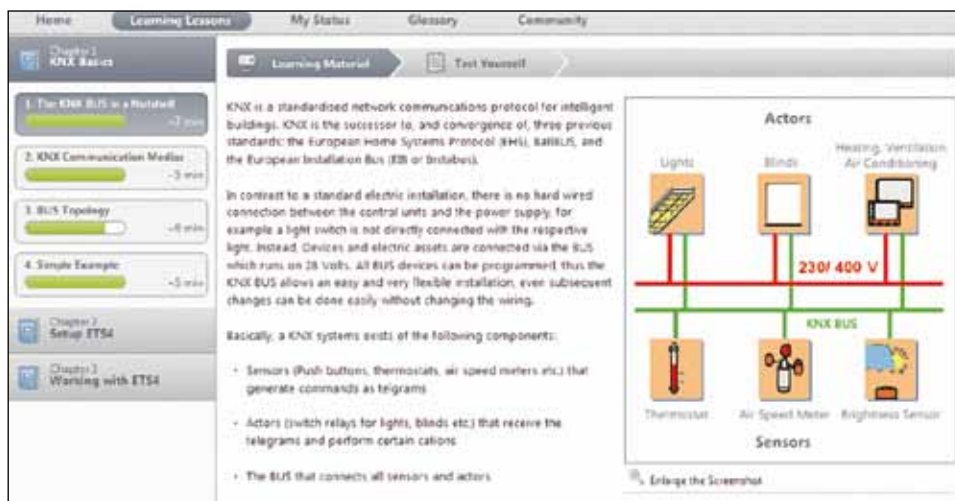 Home Learning Lessons My Status Glossary Community
Chapter 1
KNX Basics
1. The KNX BUS in a Nutshell
~7 min
2. KNX Communication Medias
~5 min
3. BUS Topology
~6 min
4. Simple Example
~5 min
Chapter 2
Setup ETS4
Chapter 3
Working with ETS4
Learning Material Test Yourself
KNX is a standardised network communications protocol for intelligent
buildings. KNX is the successor to, and convergence of, three previous
standards: the European Home Systems Protocol (EHS), BatiBUS, and
the European Installation Bus (EIB or Instabus).
In contrast to a standard electric installation, there is no hard wired
connection between the control units and the power supply, for
example a light switch is not directly connected with the respective
light. Instead, Devices and electric assets are connected via the BUS
which runs on 28 Volts. All BUS devices can be programmed, thus the
KNX BUS allows an easy and very flexible installation, even subsequent
changes can be done easily without changing the wiring.
Basically, a KNX systems exists of the following components:
· Sensors (Push buttons, thermostats, air speed meters etc.) that
generate commands as telgrams
· Actors (switch relays for lights, blinds etc.) that receive the
telegrams and perform certain cations
· The BUS that connects all sensors and actors
Actors
Lights
Blinds
Heating, Ventilation
Air Conditioning
230/ 400 V
KNX BUS
Thermostat
Air Speed Meter
Brightness Sensor
Sensors
Enlarge the Screenshot